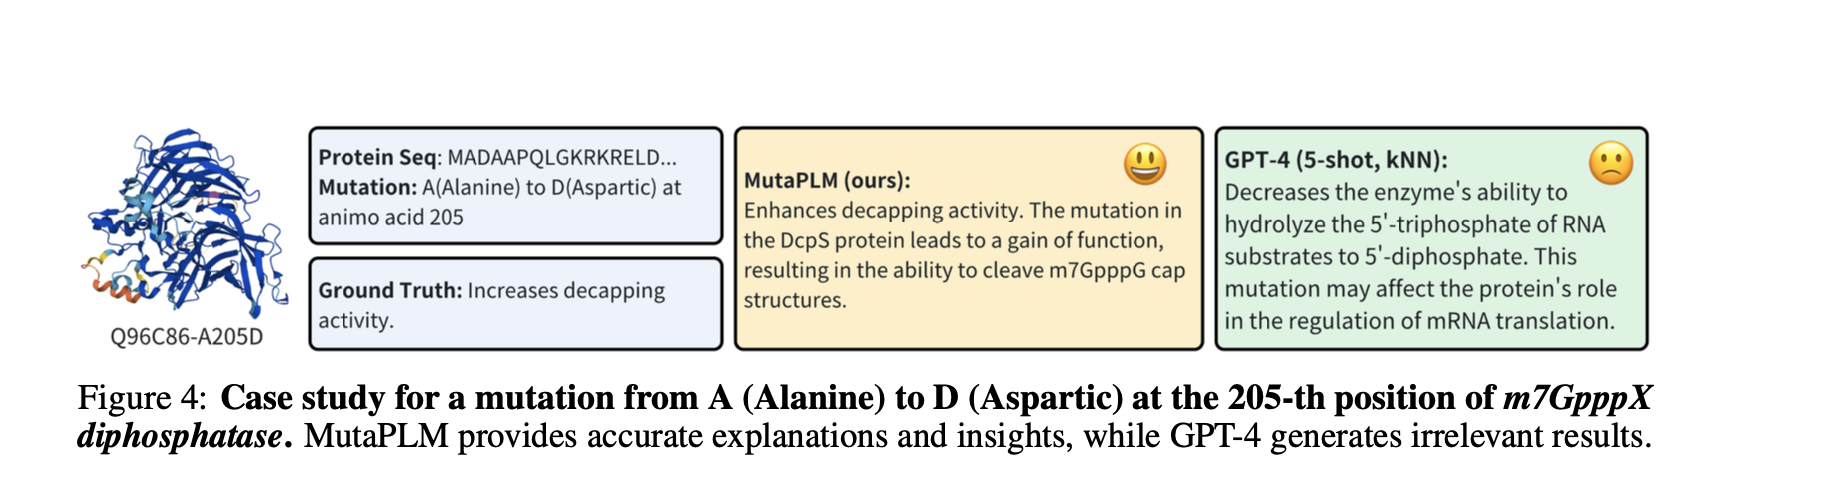 Q96C86-A205D
Protein Seq: MADAAPQLGKRKRELD...
Mutation: A(Alanine) to D(Aspartic) at
animo acid 205
Ground Truth: Increases decapping
activity.
MutaPLM (ours):
Enhances decapping activity. The mutation in
the DcpS protein leads to a gain of function,
resulting in the ability to cleave m7GpppG cap
structures.
GPT-4 (5-shot, kNN):
Decreases the enzyme's ability to
hydrolyze the 5'-triphosphate of RNA
substrates to 5'-diphosphate. This
mutation may affect the protein's role
in the regulation of mRNA translation.
Figure 4: Case study for a mutation from A (Alanine) to D (Aspartic) at the 205-th position of m7GpppX
diphosphatase. MutaPLM provides accurate explanations and insights, while GPT-4 generates irrelevant results.